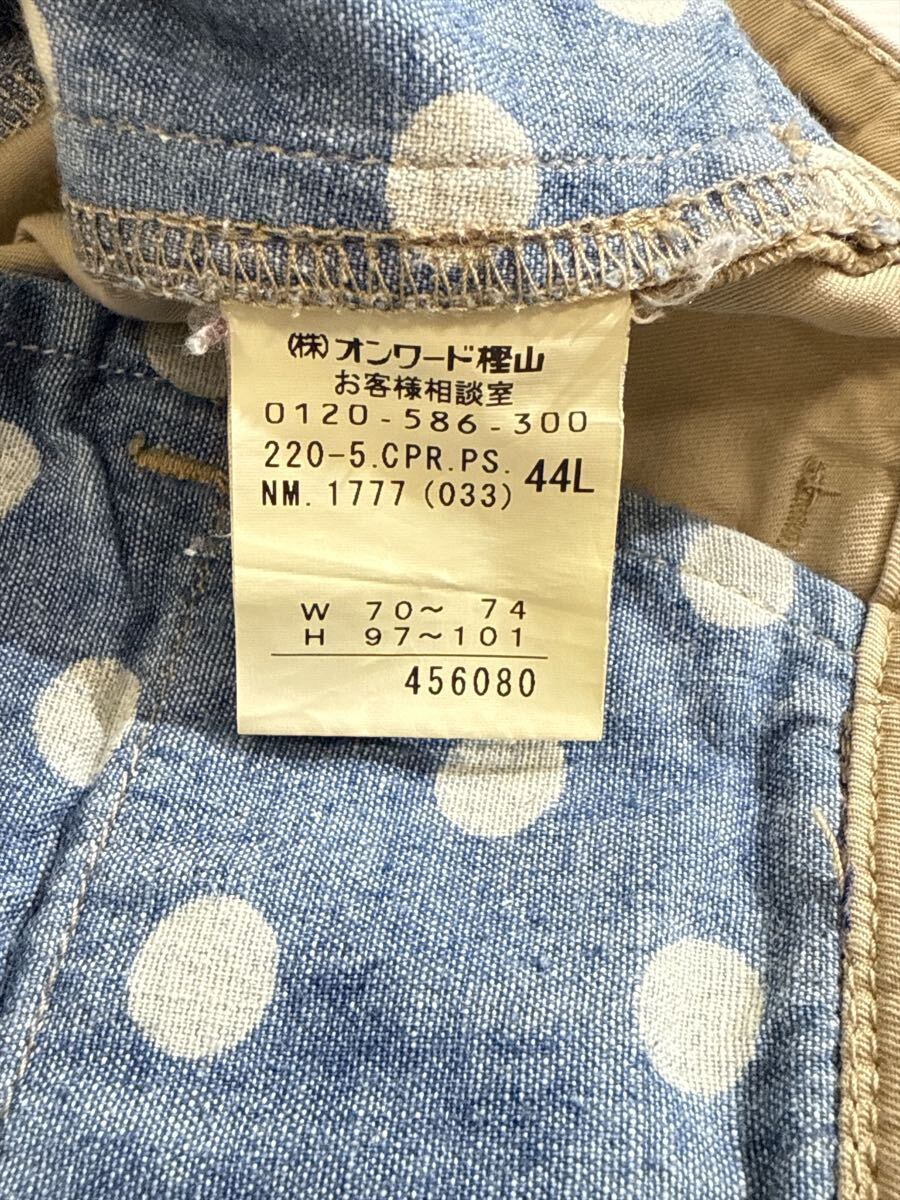 (株)オンワード樫山
お客様相談室
0120-586-300
220-5.CPR.PS. 44L
NM. 1777 (033)
W 70～ 74
H 97～101
456080